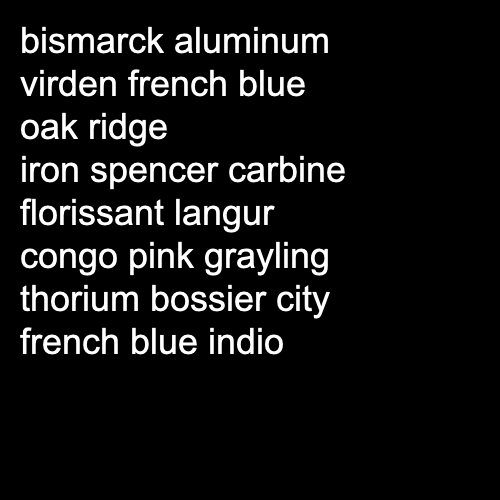 bismarck aluminum
virden french blue
oak ridge
iron spencer carbine
florissant langur
congo pink grayling
thorium bossier city
french blue indio